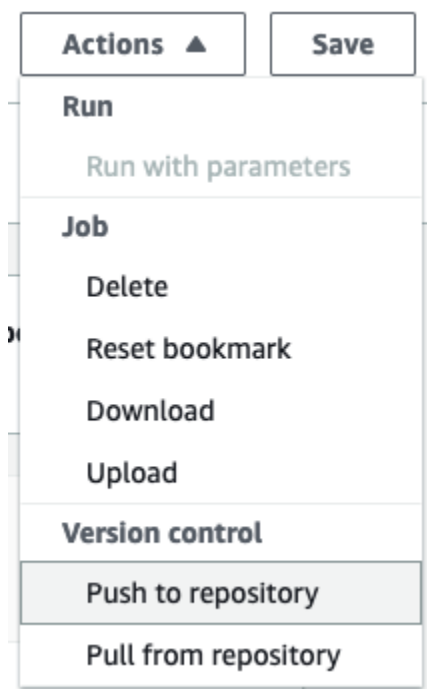 Actions ▲ Save
Run
Run with parameters
Job
Delete
Reset bookmark
Download
Upload
Version control
Push to repository
Pull from repository